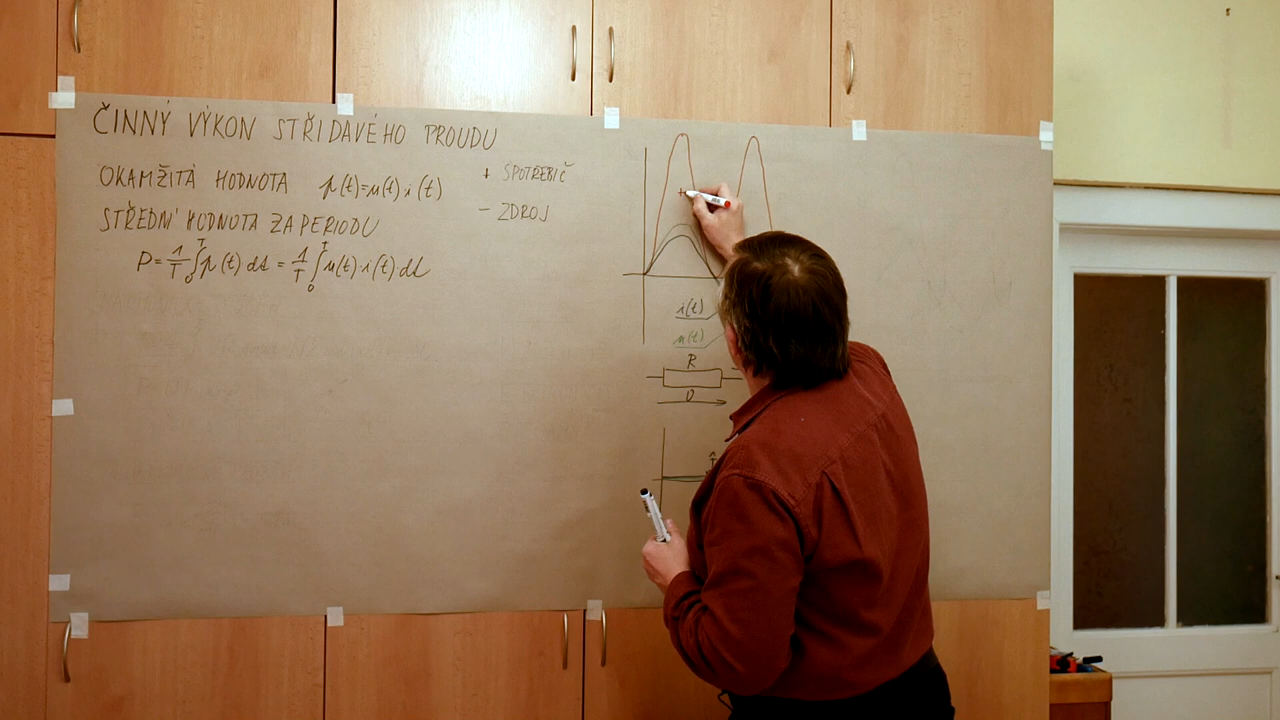 ČINNÝ VÝKON STŘÍDAVÉHO PROUDU
OKAMŽITÁ HODNOTA p(t)=u(t)·i(t)
STŘEDNÍ HODNOTA ZA PERIODU
P = 1/T ∫₀ᵀ p(t) dt = 1/T ∫₀ᵀ u(t)·i(t) dt
+ SPOTŘEBIČ
− ZDROJ
+
i(t)
u(t)
R
U